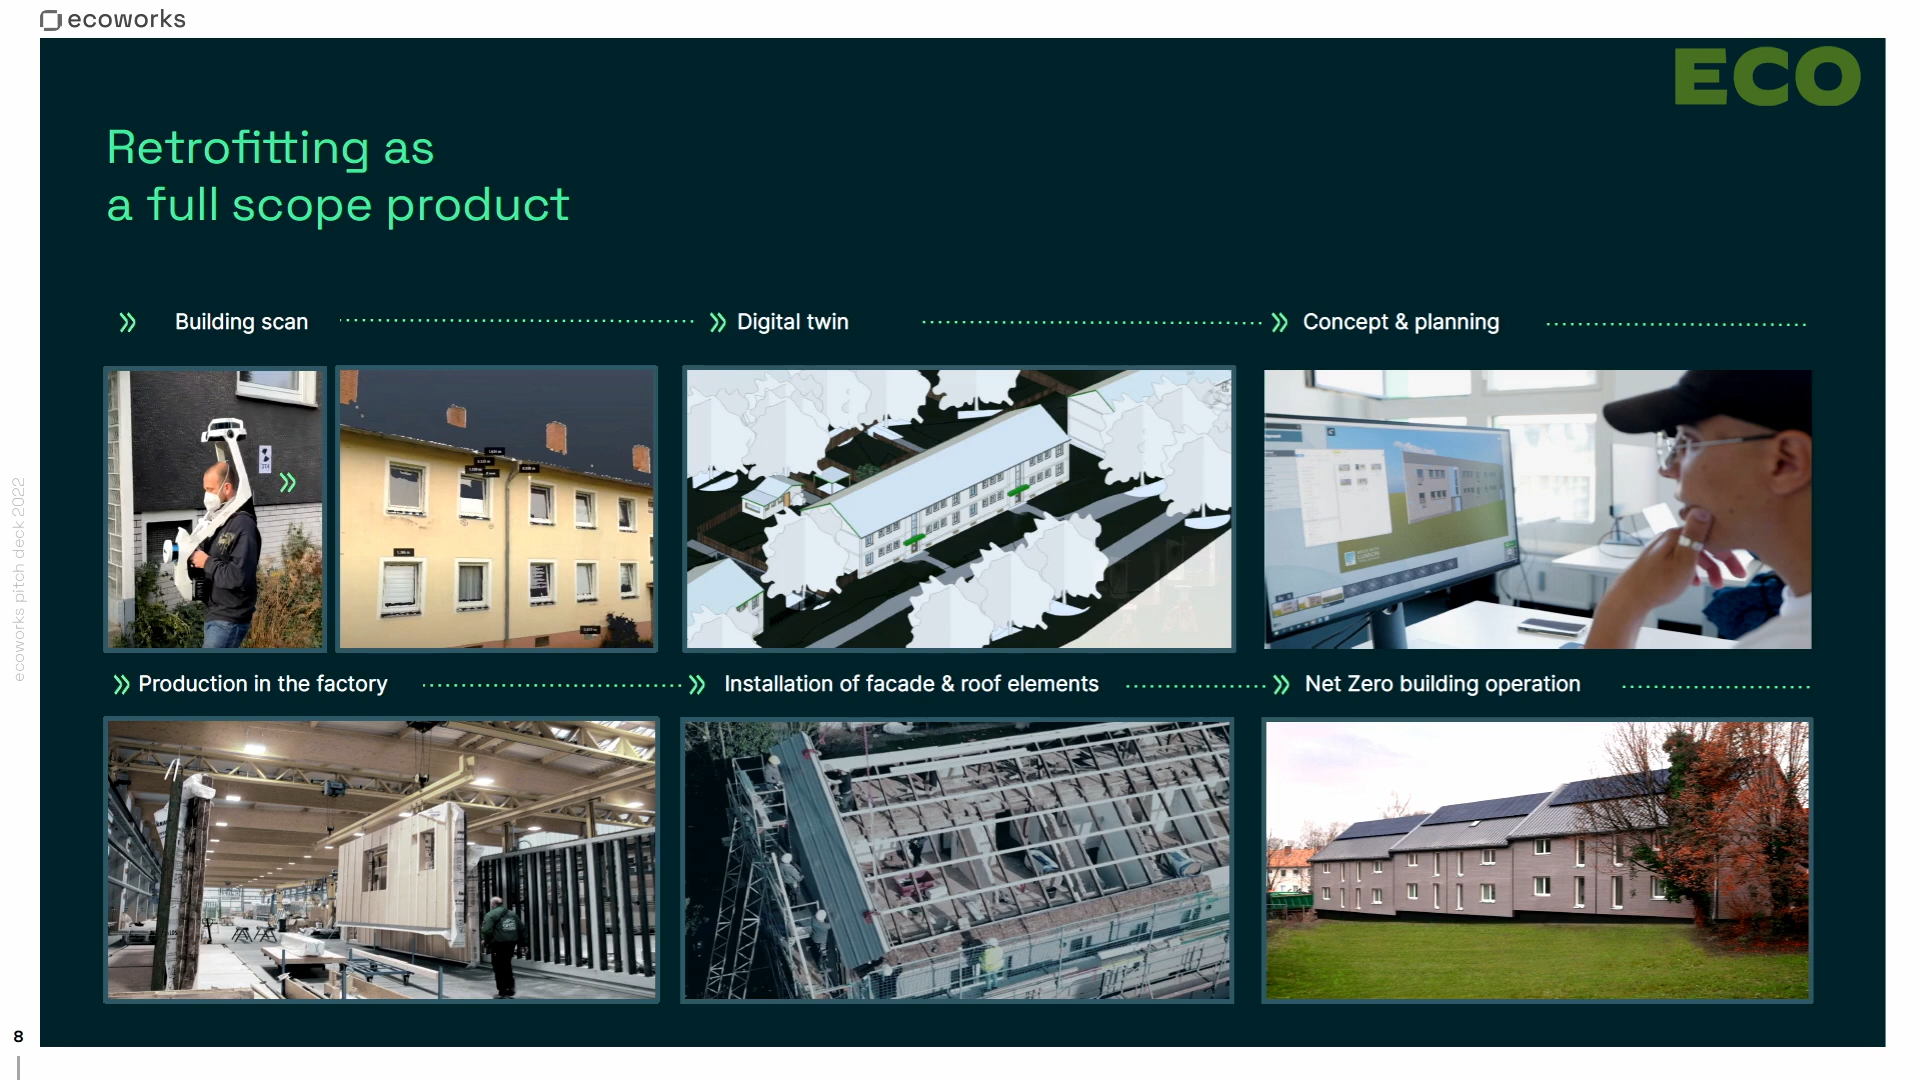 ecoworks
ECO
Retrofitting as
a full scope product
Building scan
Digital twin
Concept & planning
Production in the factory
Installation of facade & roof elements
Net Zero building operation
ecoworks pitch deck 2022
8